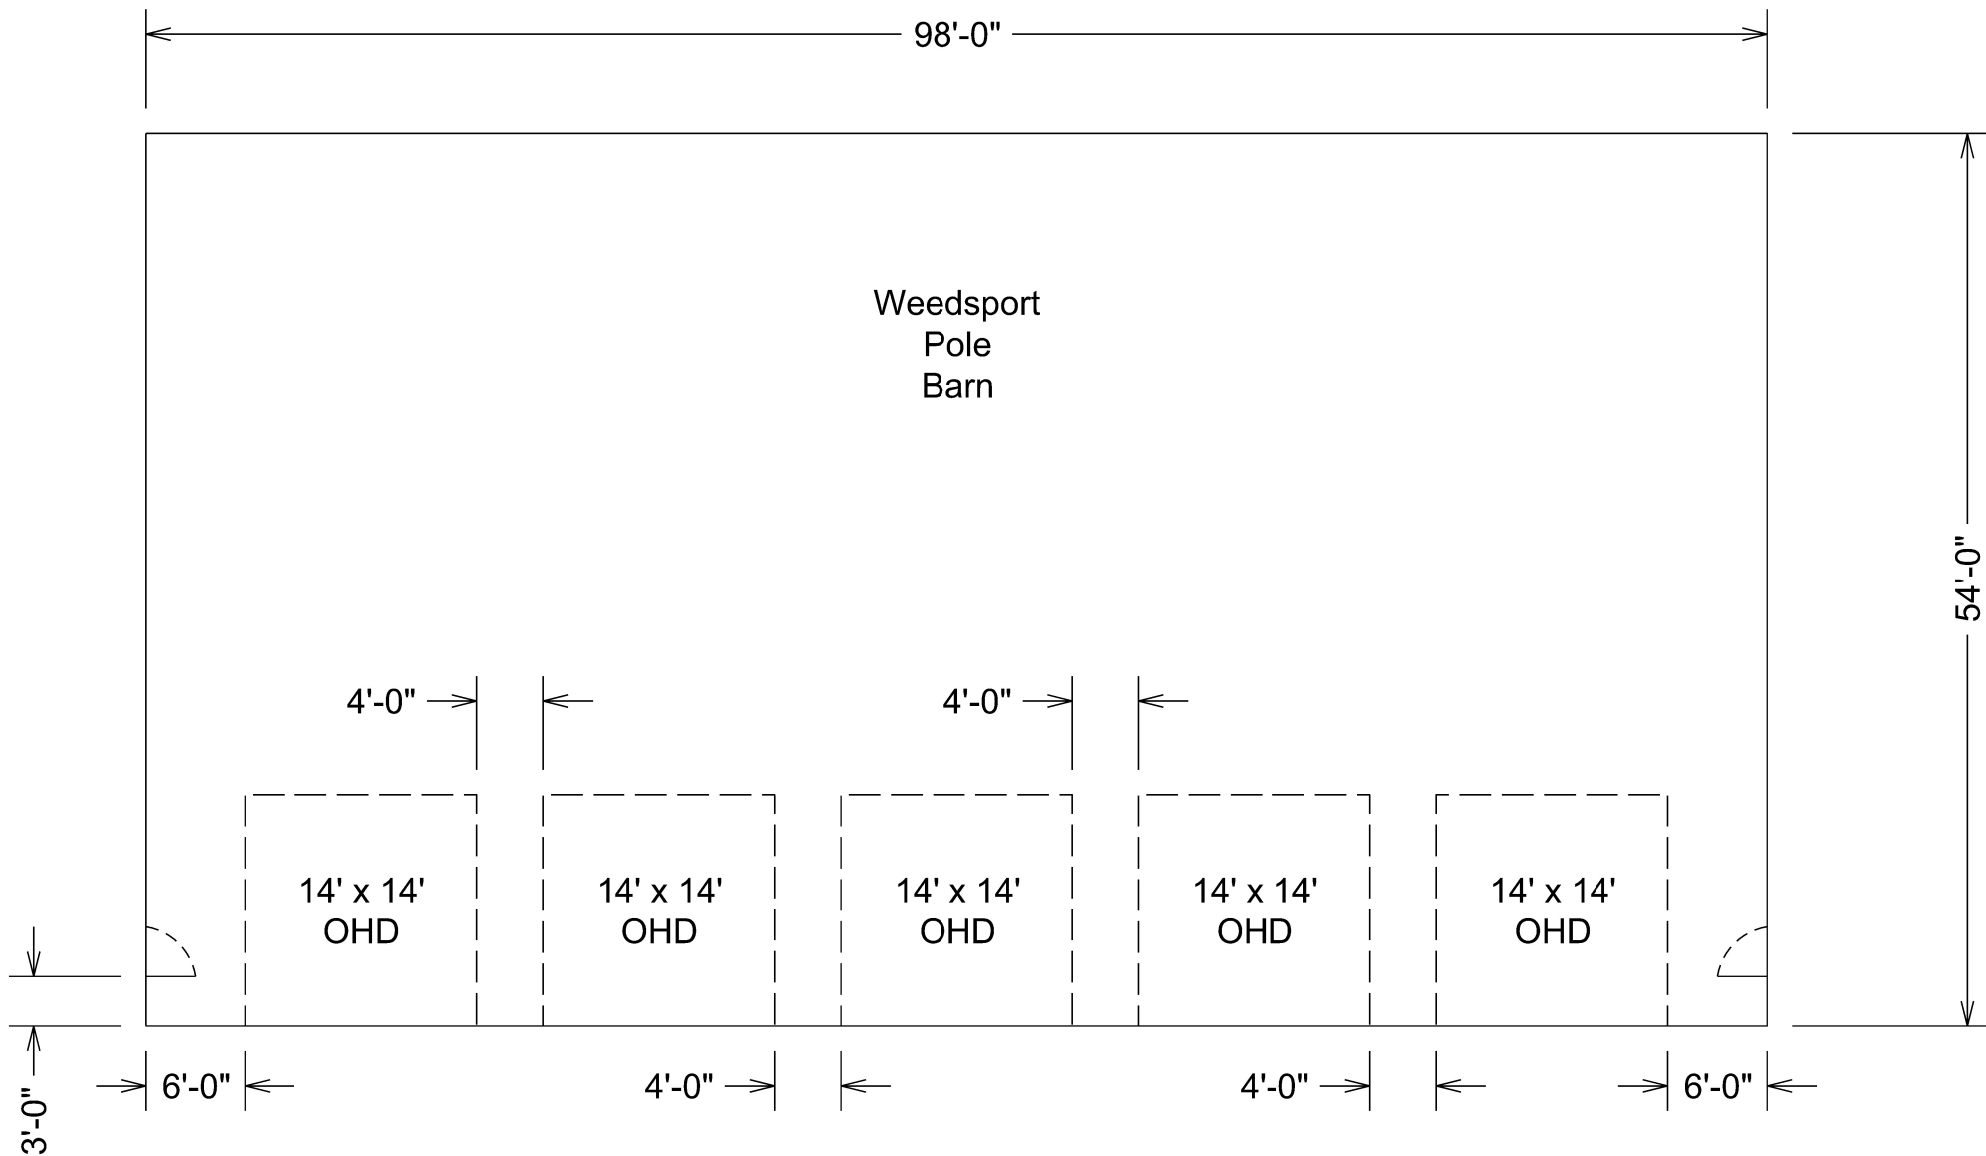 98'-0"
Weedsport
Pole
Barn
54'-0"
4'-0"
4'-0"
14' x 14'
OHD
14' x 14'
OHD
14' x 14'
OHD
14' x 14'
OHD
14' x 14'
OHD
3'-0"
6'-0"
4'-0"
4'-0"
6'-0"